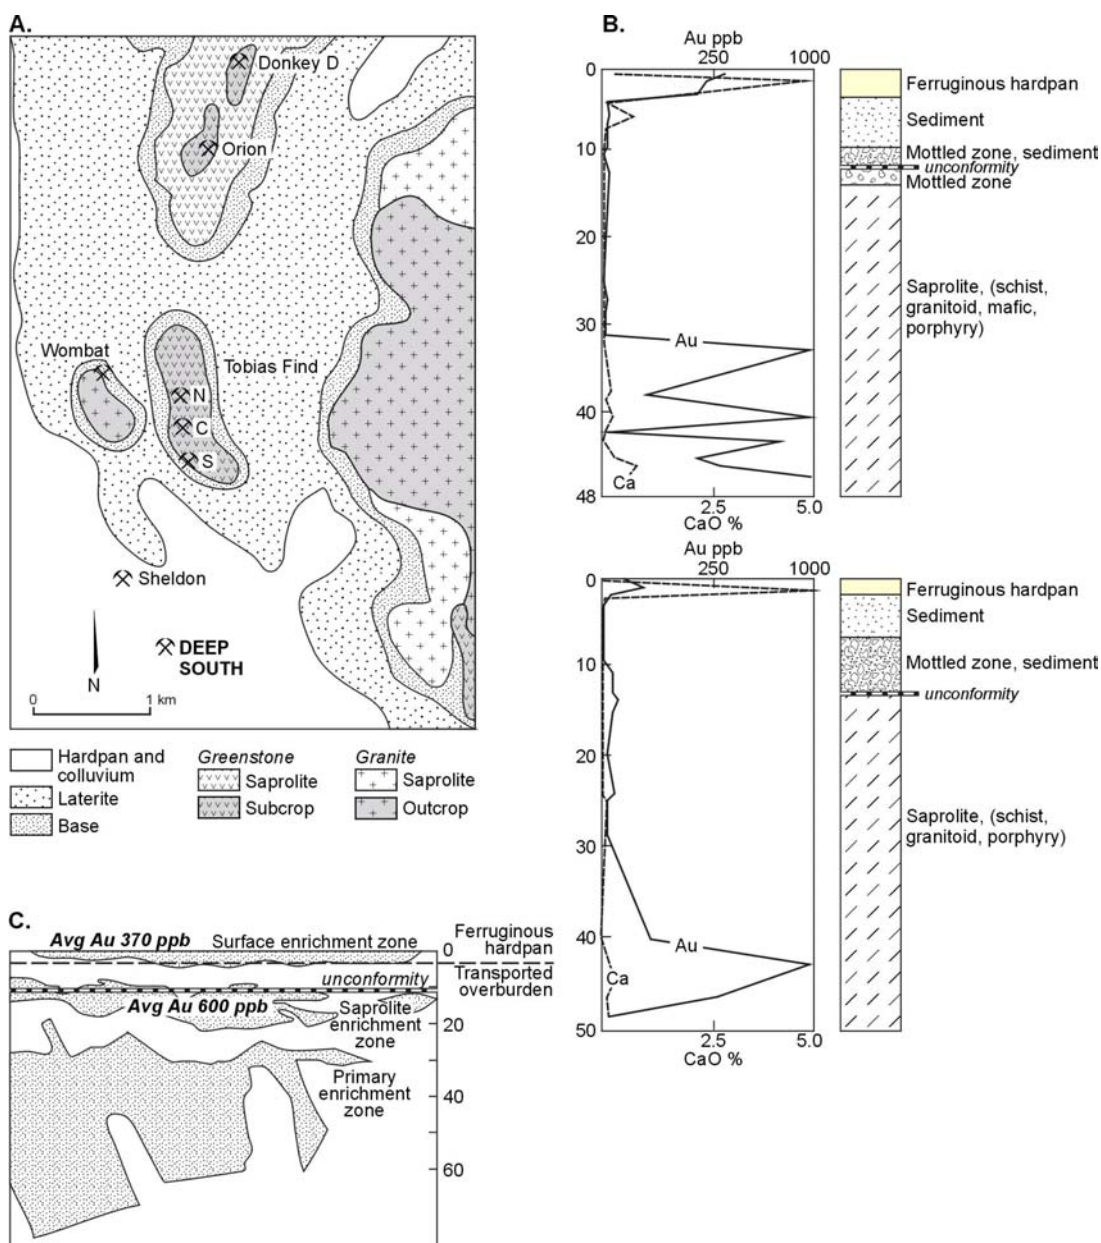 A.
Donkey D
Orion
Wombat
Tobias Find
N
C
S
Sheldon
DEEP
SOUTH
N
0 1 km
Hardpan and
colluvium
Laterite
Base
Greenstone
Saprolite
Subcrop
Granite
Saprolite
Outcrop
B.
Au ppb
250 1000
0
10
20
30
40
48
Au
Ca
2.5 5.0
CaO %
Ferruginous hardpan
Sediment
Mottled zone, sediment
unconformity
Mottled zone
Saprolite, (schist,
granitoid, mafic,
porphyry)
Au ppb
250 1000
0
10
20
30
40
50
Au
Ca
2.5 5.0
CaO %
Ferruginous hardpan
Sediment
Mottled zone, sediment
unconformity
Saprolite, (schist,
granitoid, porphyry)
C.
Avg Au 370 ppb
Surface enrichment zone
0
Ferruginous
hardpan
unconformity
Transported
overburden
Avg Au 600 ppb
Saprolite
enrichment
zone
20
Primary
enrichment
zone
40
60